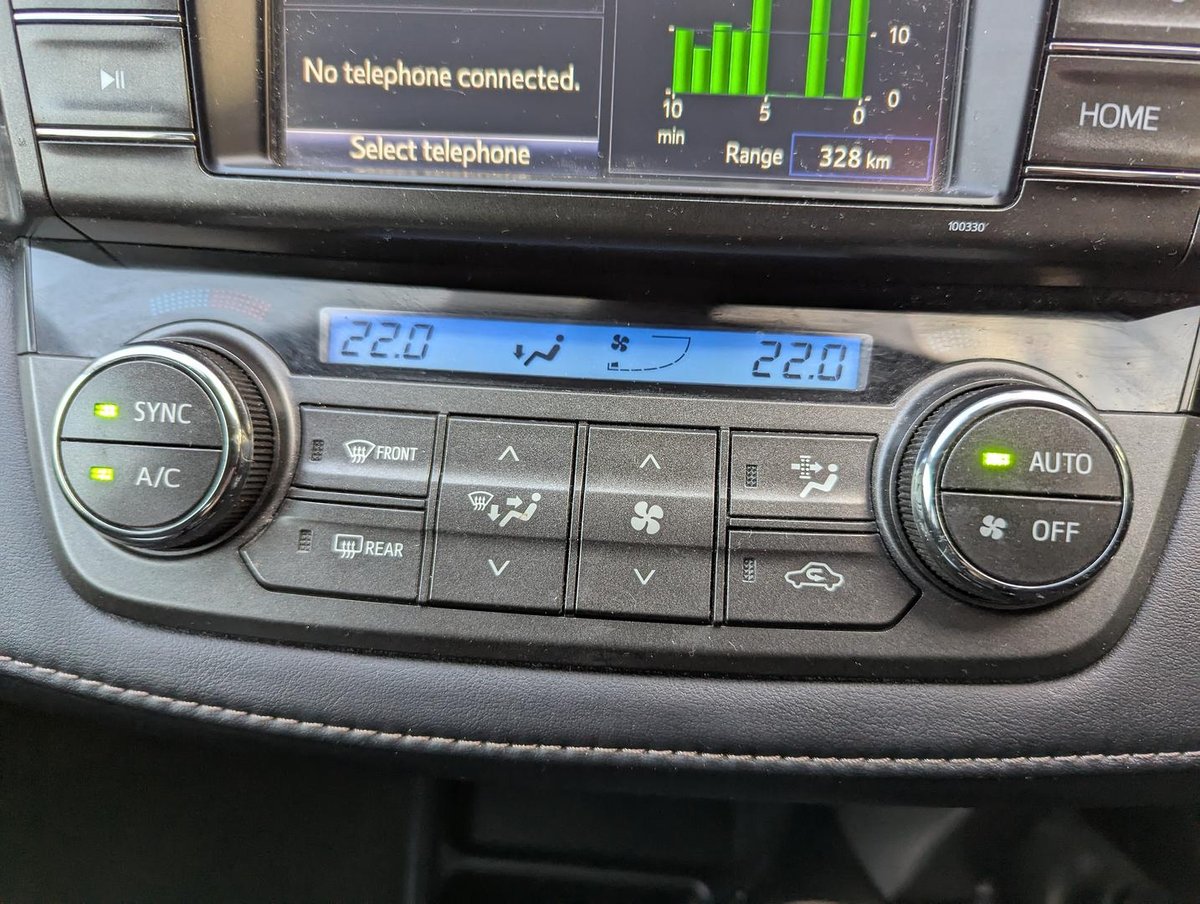 No telephone connected.
Select telephone
10
0
10
5
0
min
Range
328 km
HOME
100330
22.0
22.0
SYNC
A/C
FRONT
REAR
AUTO
OFF